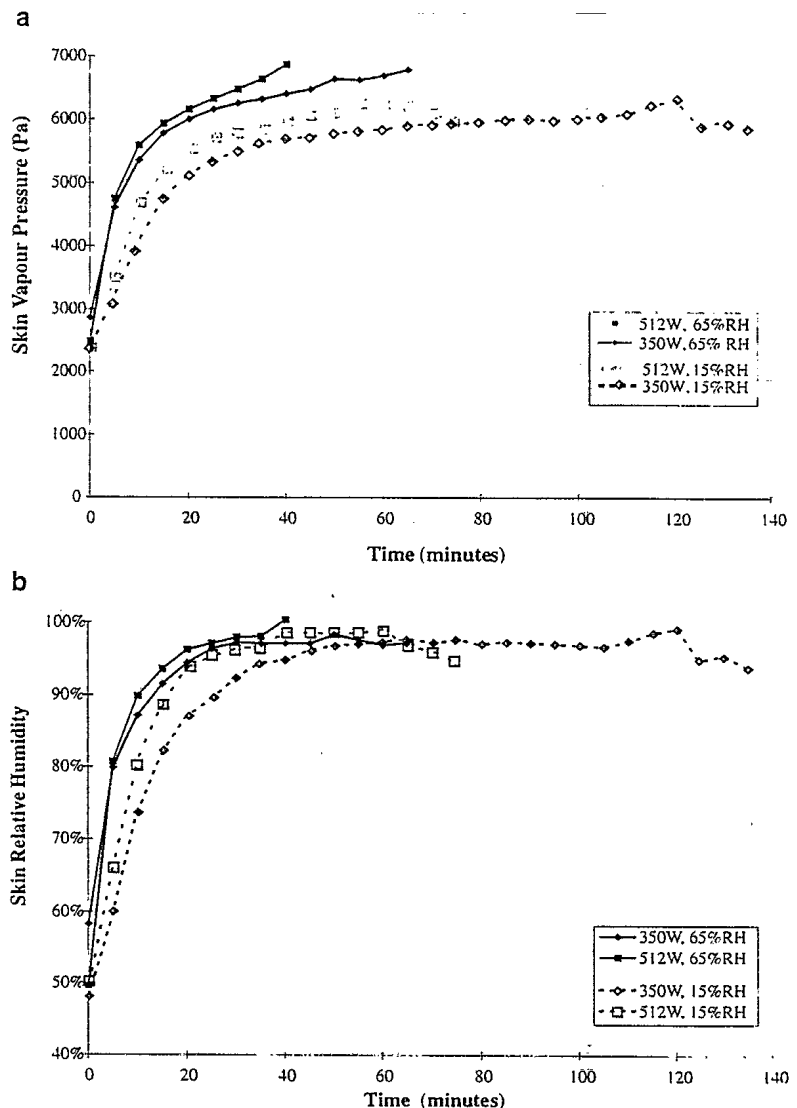 a
7000
6000
5000
4000
3000
2000
1000
0
Skin Vapour Pressure (Pa)
512W, 65%RH
350W, 65% RH
512W, 15%RH
350W, 15%RH
0 20 40 60 80 100 120 140
Time (minutes)
b
100%
90%
80%
70%
60%
50%
40%
Skin Relative Humidity
350W, 65%RH
512W, 65%RH
350W, 15%RH
512W, 15%RH
0 20 40 60 80 100 120 140
Time (minutes)